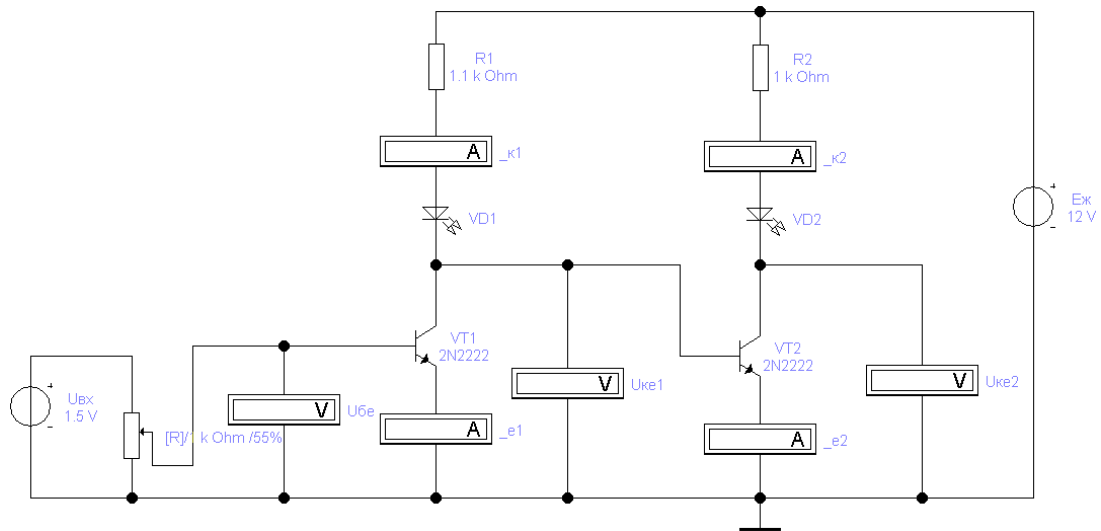 R1
1.1 k Ohm
R2
1 k Ohm
A
_к1
A
_к2
VD1
VD2
+
Eж
12 V
-
VT1
2N2222
VT2
2N2222
+
Uвх
1.5 V
-
V
Uбе
V
Uке1
V
Uке2
[R]/1 k Ohm /55%
A
_е1
A
_е2